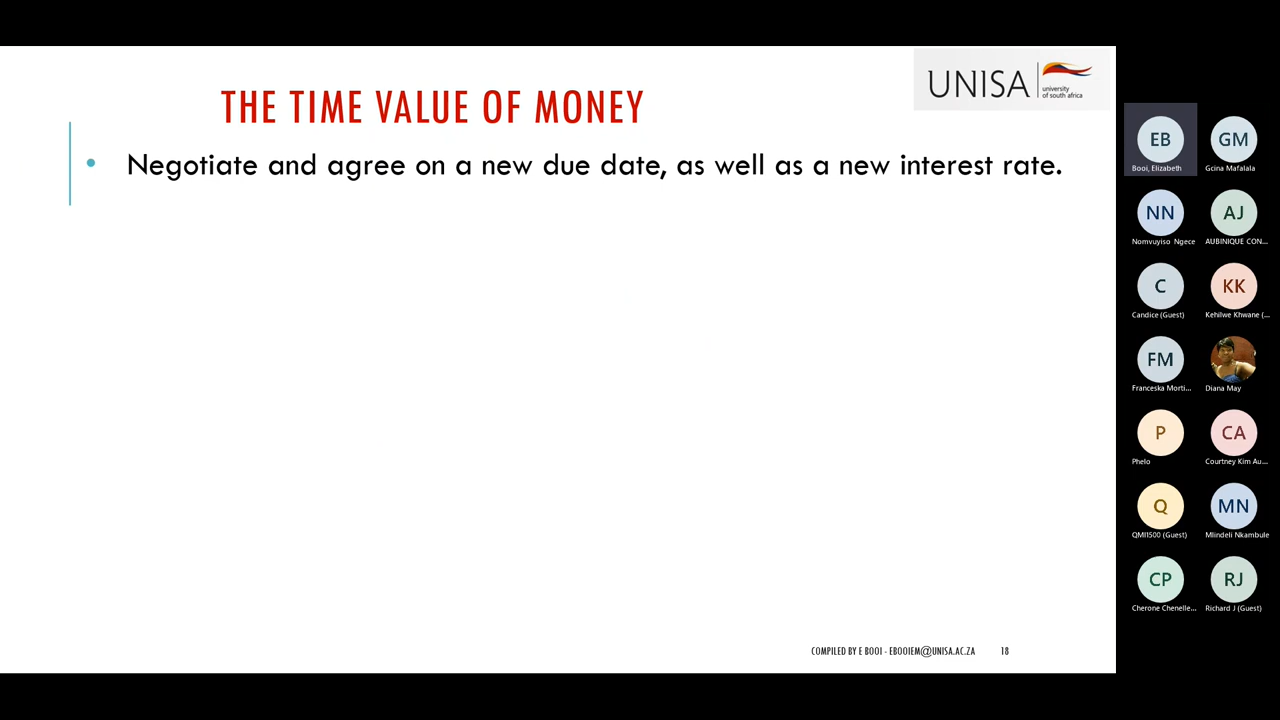 THE TIME VALUE OF MONEY
UNISA
university
of south africa
• Negotiate and agree on a new due date, as well as a new interest rate.
COMPILED BY E BOOI - EBOOIEM@UNISA.AC.ZA 18
EB GM
Booi, Elizabeth Gcina Mafalala
NN AJ
Nomvuyiso Ngece AUBINIQUE CON...
C KK
Candice (Guest) Kehilwe Khwane (...
FM
Franceska Morti... Diana May
P CA
Phelo Courtney Kim Au...
Q MN
QMI1500 (Guest) Mlindeli Nkambule
CP RJ
Cherone Chenelle... Richard J (Guest)